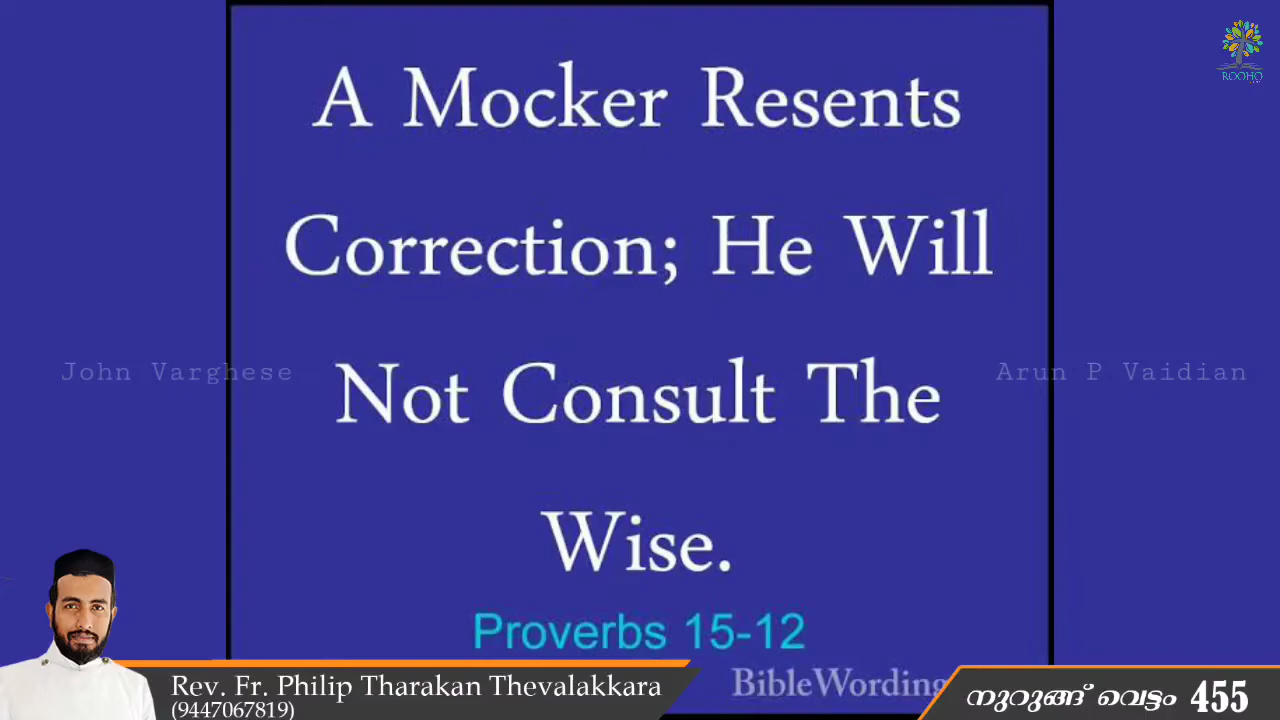 ROOHO
A Mocker Resents
Correction; He Will
Not Consult The
Wise.
John Varghese
Arun P Vaidian
Proverbs 15-12
BibleWording
Rev. Fr. Philip Tharakan Thevalakkara
(9447067819)
നുറുങ്ങ് വെട്ടം 455